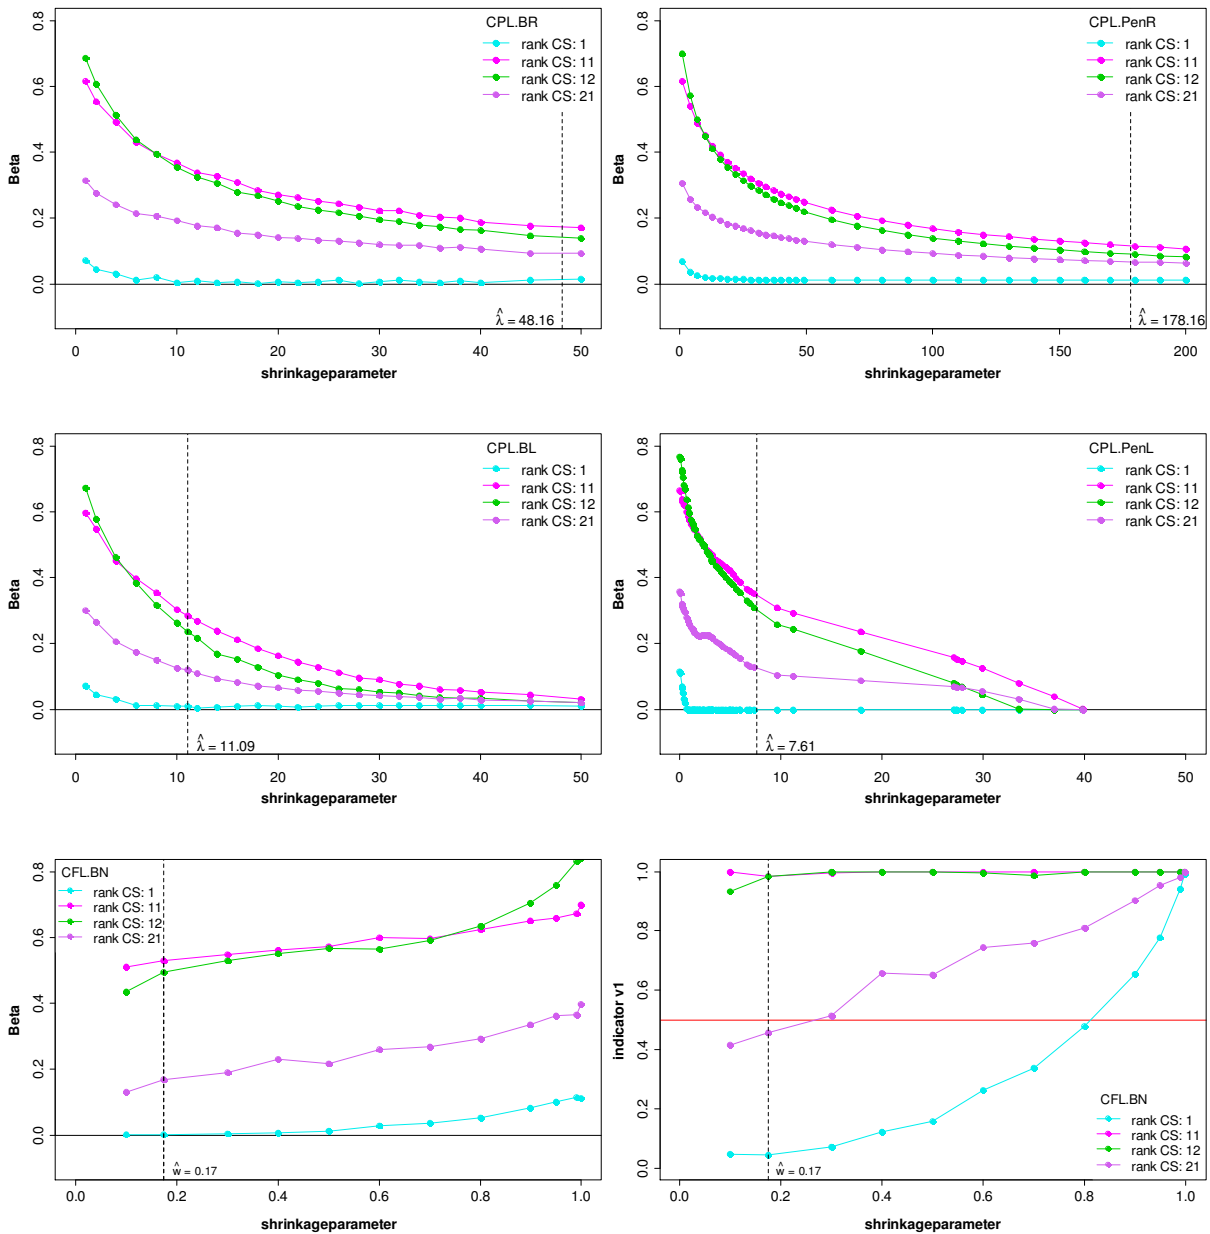 CPL.BR
rank CS: 1
rank CS: 11
rank CS: 12
rank CS: 21
0.8
0.6
0.4
0.2
0.0
Beta
λ̂ = 48.16
0 10 20 30 40 50
shrinkageparameter
CPL.PenR
rank CS: 1
rank CS: 11
rank CS: 12
rank CS: 21
0.8
0.6
0.4
0.2
0.0
Beta
λ̂ = 178.16
0 50 100 150 200
shrinkageparameter
CPL.BL
rank CS: 1
rank CS: 11
rank CS: 12
rank CS: 21
0.8
0.6
0.4
0.2
0.0
Beta
λ̂ = 11.09
0 10 20 30 40 50
shrinkageparameter
CPL.PenL
rank CS: 1
rank CS: 11
rank CS: 12
rank CS: 21
0.8
0.6
0.4
0.2
0.0
Beta
λ̂ = 7.61
0 10 20 30 40 50
shrinkageparameter
CFL.BN
rank CS: 1
rank CS: 11
rank CS: 12
rank CS: 21
0.8
0.6
0.4
0.2
0.0
Beta
ŵ = 0.17
0.0 0.2 0.4 0.6 0.8 1.0
shrinkageparameter
1.0
0.8
0.6
0.4
0.2
0.0
indicator v1
CFL.BN
rank CS: 1
rank CS: 11
rank CS: 12
rank CS: 21
ŵ = 0.17
0.0 0.2 0.4 0.6 0.8 1.0
shrinkageparameter